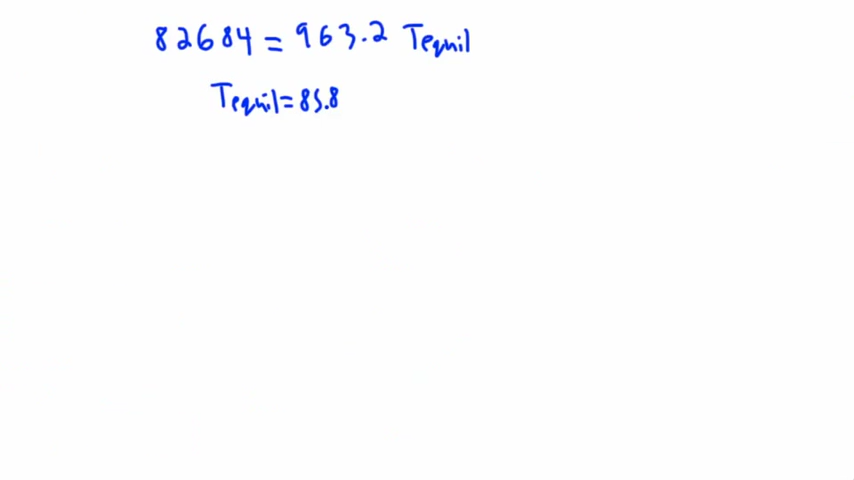 82684 = 963.2 Tequil
Tequil = 85.8